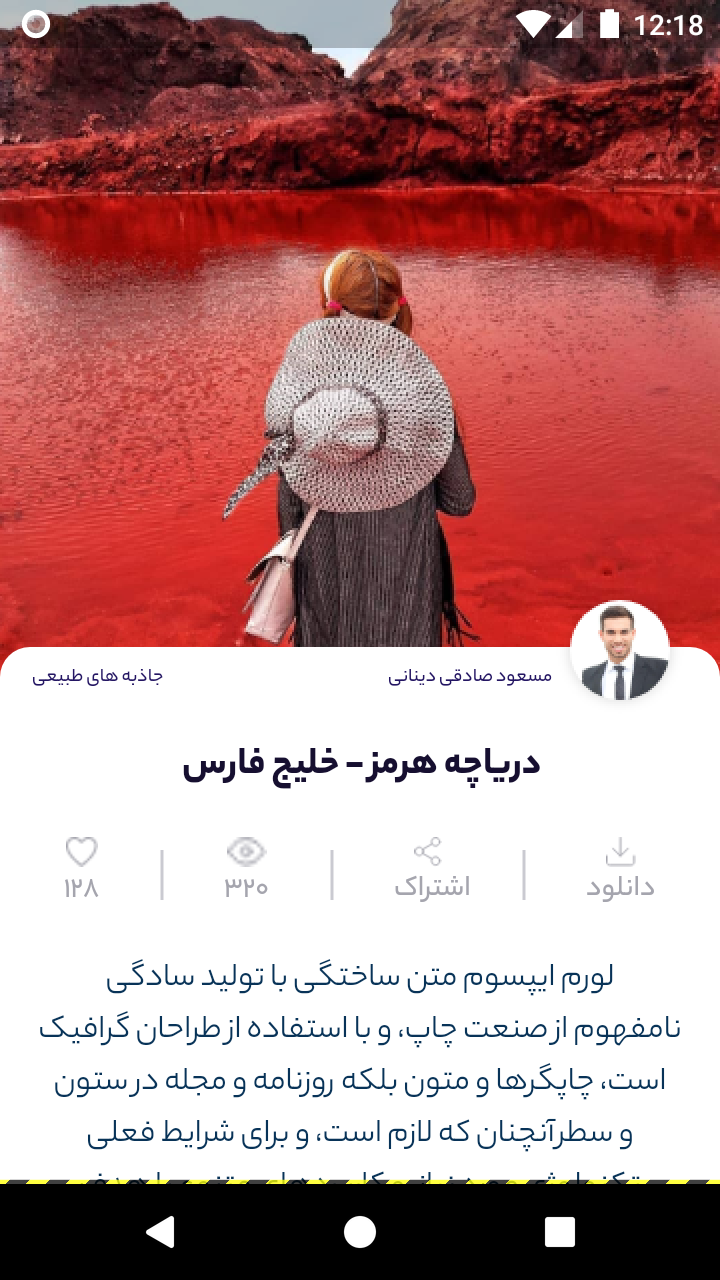 12:18
مسعود صادقی دینانی
جاذبه های طبیعی
دریاچه هرمز - خلیج فارس
دانلود
اشتراک
۳۲۰
۱۲۸
لورم ایپسوم متن ساختگی با تولید سادگی
نامفهوم از صنعت چاپ، و با استفاده از طراحان گرافیک
است، چاپگرها و متون بلکه روزنامه و مجله در ستون
و سطرآنچنان که لازم است، و برای شرایط فعلی